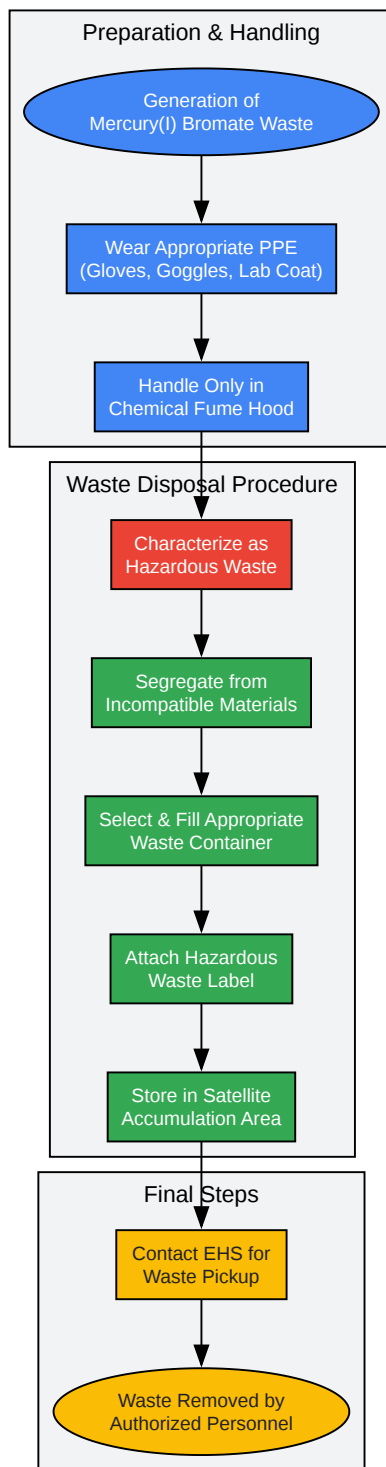 Preparation & Handling
Generation of
Mercury(I) Bromate Waste
Wear Appropriate PPE
(Gloves, Goggles, Lab Coat)
Handle Only in
Chemical Fume Hood
Waste Disposal Procedure
Characterize as
Hazardous Waste
Segregate from
Incompatible Materials
Select & Fill Appropriate
Waste Container
Attach Hazardous
Waste Label
Store in Satellite
Accumulation Area
Final Steps
Contact EHS for
Waste Pickup
Waste Removed by
Authorized Personnel